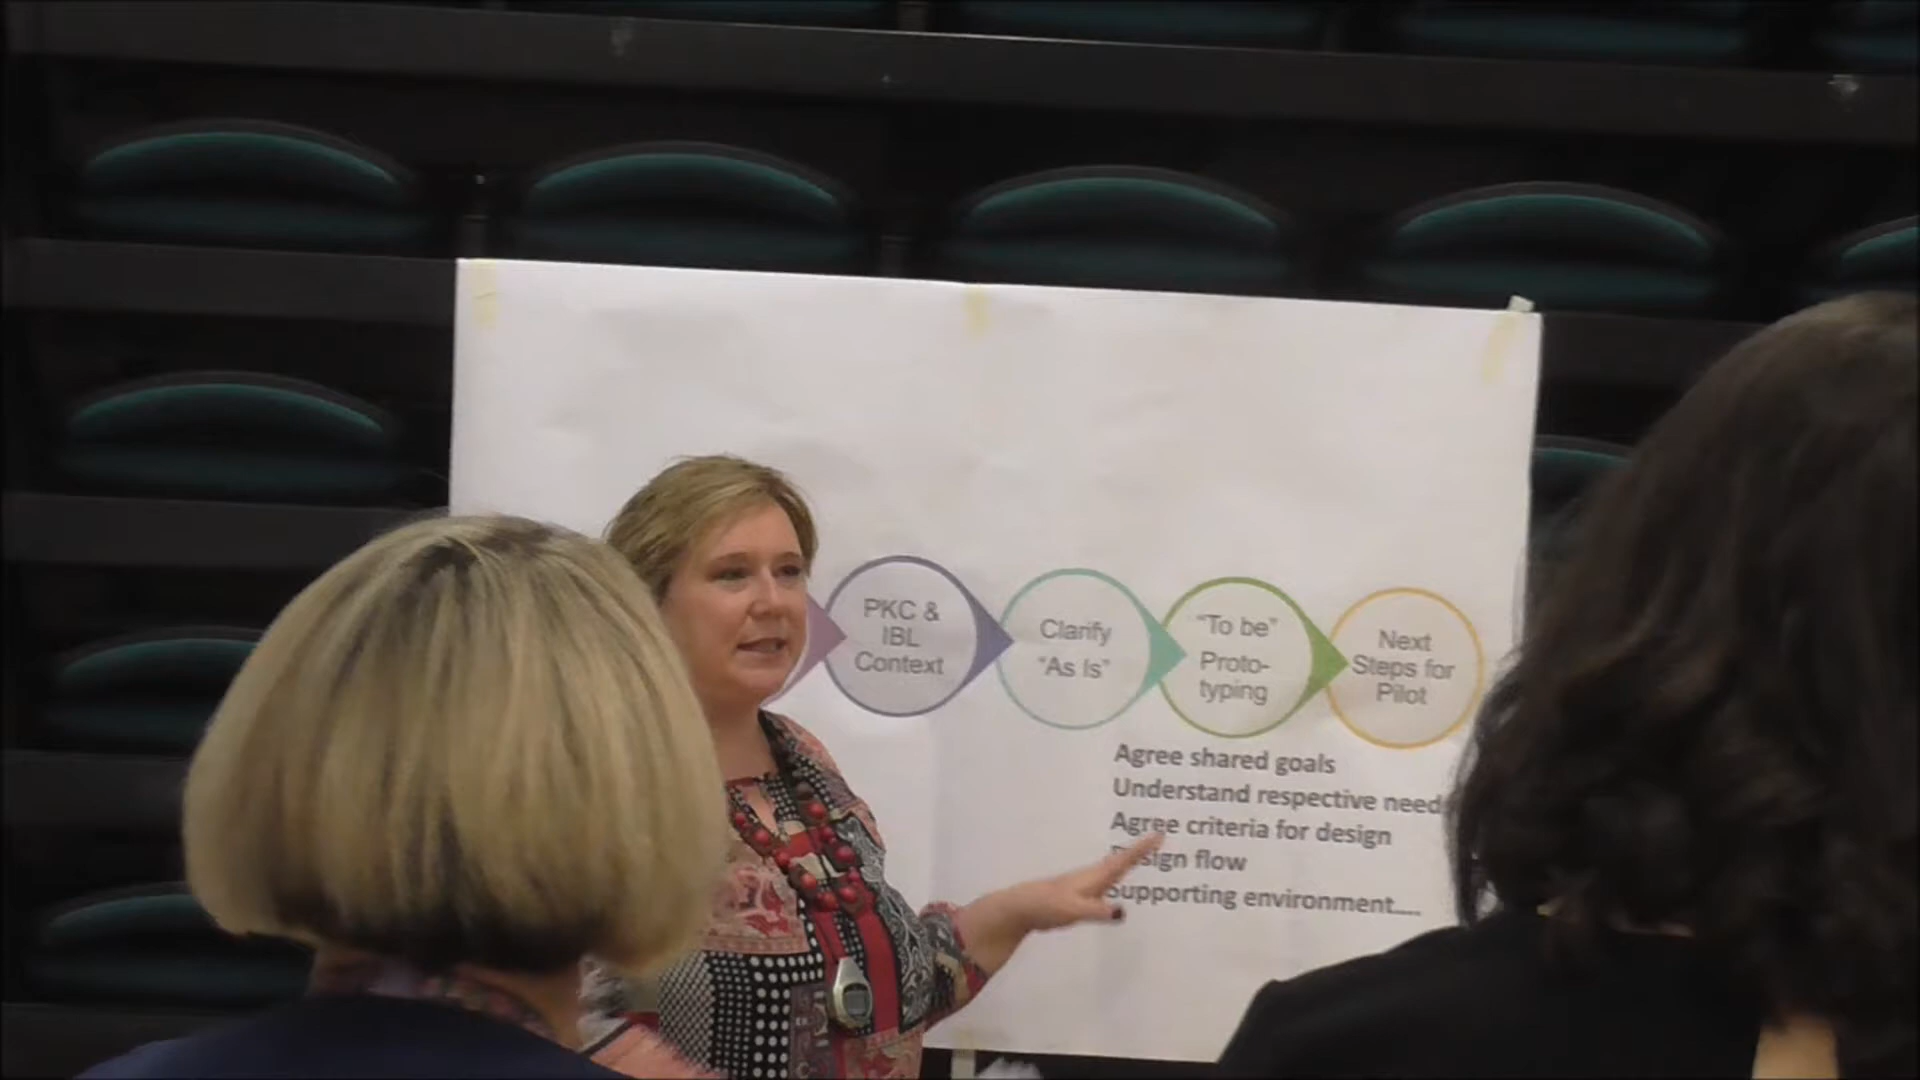 PKC &
IBL
Context
Clarify
"As Is"
"To be"
Proto-
typing
Next
Steps for
Pilot
Agree shared goals
Understand respective need
Agree criteria for design
Design flow
Supporting environment....